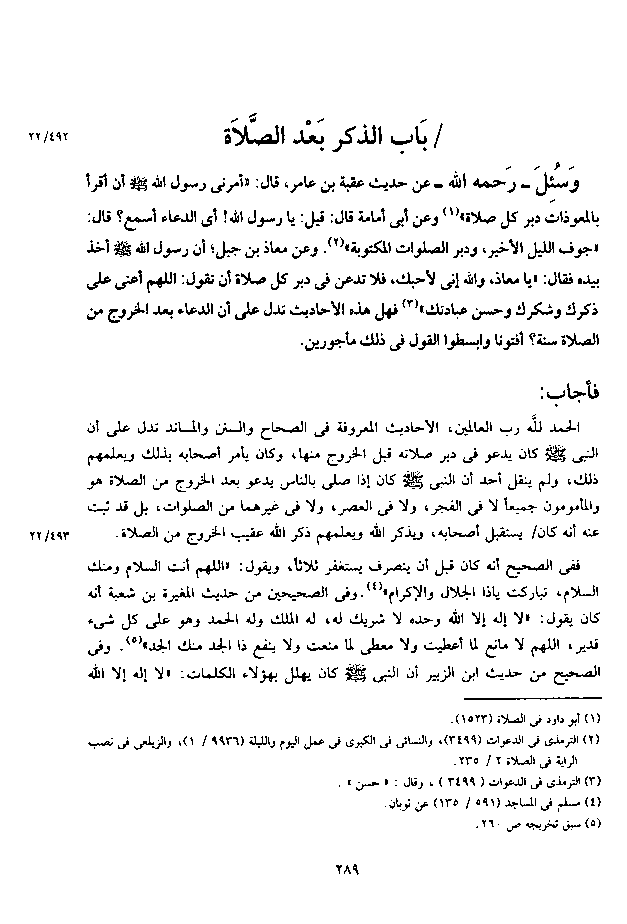 / بَاب الذكر بَعْد الصَّلَاة
٢٢/٤٩٢
وَسُئِلَ ـ رَحمه الله ـ عن حديث عقبة بن عامر، قال: «أمرنى رسول الله ﷺ أن أقرأ
بالمعوذات دبر كل صلاة»(١) وعن أبى أمامة قال: قيل: يا رسول الله! أى الدعاء أسمع؟ قال:
«جوف الليل الأخير، ودبر الصلوات المكتوبة»(٢). وعن معاذ بن جبل؛ أن رسول الله ﷺ أخذ
بيده فقال: «يا معاذ، والله إنى لأحبك، فلا تدعن فى دبر كل صلاة أن تقول: اللهم أعنى على
ذكرك وشكرك وحسن عبادتك»(٣) فهل هذه الأحاديث تدل على أن الدعاء بعد الخروج من
الصلاة سنة؟ أفتونا وابسطوا القول فى ذلك مأجورين.
فأجاب:
الحمد للَّه رب العالمين، الأحاديث المعروفة فى الصحاح والسنن والمساند تدل على أن
النبى ﷺ كان يدعو فى دبر صلاته قبل الخروج منها، وكان يأمر أصحابه بذلك ويعلمهم
ذلك، ولم ينقل أحد أن النبى ﷺ كان إذا صلى بالناس يدعو بعد الخروج من الصلاة هو
والمأمومون جميعاً لا فى الفجر، ولا فى العصر، ولا فى غيرهما من الصلوات، بل قد ثبت
عنه أنه كان/ يستقبل أصحابه، ويذكر الله ويعلمهم ذكر الله عقيب الخروج من الصلاة.
٢٢/٤٩٣
ففى الصحيح أنه كان قبل أن ينصرف يستغفر ثلاثاً، ويقول: «اللهم أنت السلام ومنك
السلام، تباركت ياذا الجلال والإكرام»(٤). وفى الصحيحين من حديث المغيرة بن شعبة أنه
كان يقول: «لا إله إلا الله وحده لا شريك له، له الملك وله الحمد وهو على كل شىء
قدير، اللهم لا مانع لما أعطيت ولا معطى لما منعت ولا ينفع ذا الجد منك الجد»(٥). وفى
الصحيح من حديث ابن الزبير أن النبى ﷺ كان يهلل بهؤلاء الكلمات: «لا إله إلا الله
(١) أبو داود فى الصلاة (١٥٢٣).
(٢) الترمذى فى الدعوات (٣٤٩٩)، والنسائى فى الكبرى فى عمل اليوم والليلة (٩٩٣٦ / ١)، والزيلعى فى نصب
الراية فى الصلاة ٢ / ٢٣٥.
(٣) الترمذى فى الدعوات ( ٣٤٩٩ ) ، وقال : « حسن » .
(٤) مسلم فى المساجد (٥٩١ / ١٣٥) عن ثوبان.
(٥) سبق تخريجه ص ٢٦٠.
٢٨٩